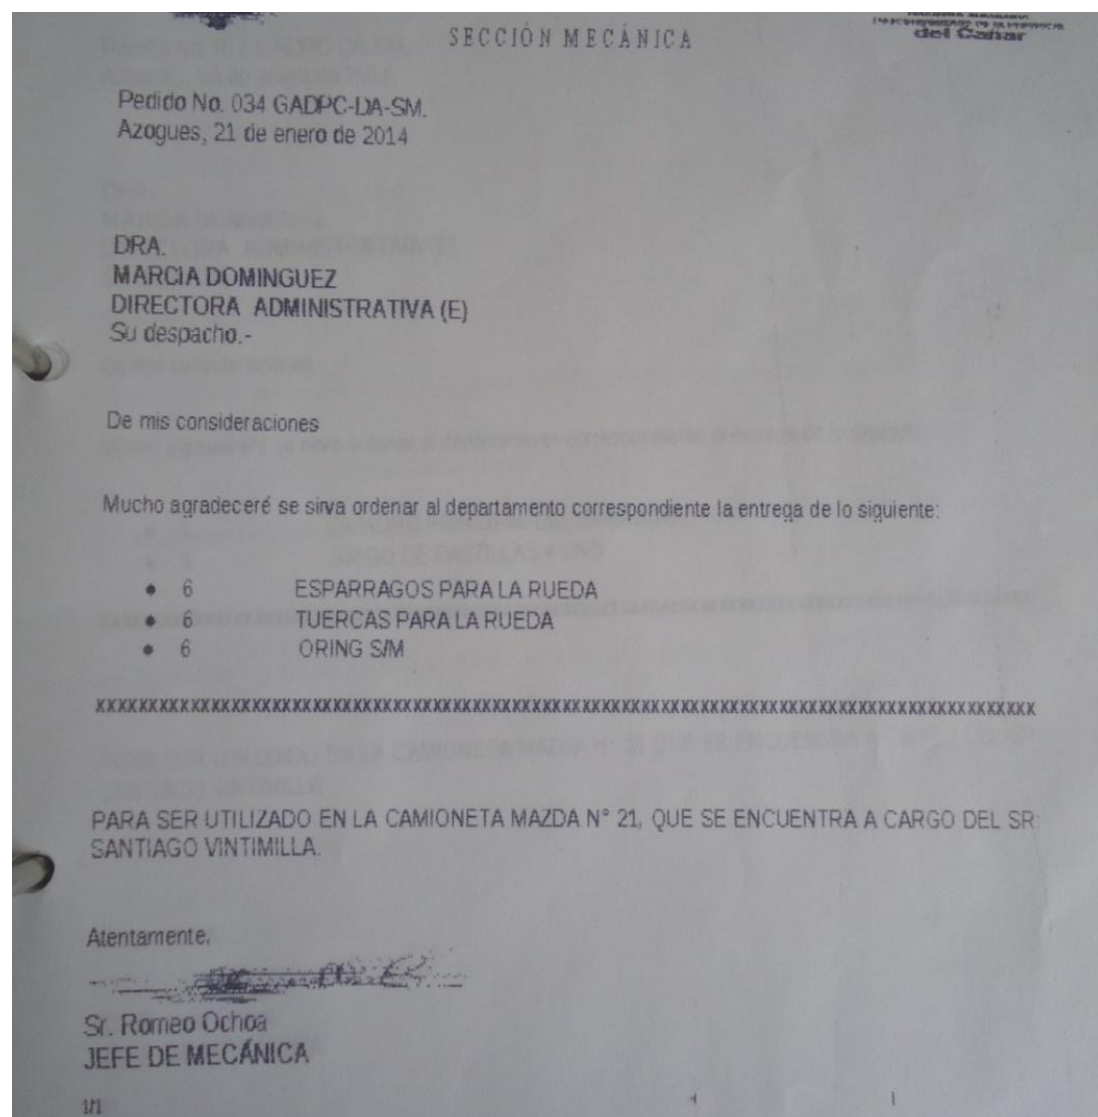 del Cañar
SECCIÓN MECÁNICA
Pedido No. 034 GADPC-DA-SM.
Azogues, 21 de enero de 2014
DRA.
MARCIA DOMINGUEZ
DIRECTORA ADMINISTRATIVA (E)
Su despacho.-
De mis consideraciones
Mucho agradeceré se sirva ordenar al departamento correspondiente la entrega de lo siguiente:
• 6 ESPARRAGOS PARA LA RUEDA
• 6 TUERCAS PARA LA RUEDA
• 6 ORING S/M
XXXXXXXXXXXXXXXXXXXXXXXXXXXXXXXXXXXXXXXXXXXXXXXXXXXXXXXXXXXXXXXXXXXXXXXXXXXXXXXXXXXXXXXX
PARA SER UTILIZADO EN LA CAMIONETA MAZDA N° 21, QUE SE ENCUENTRA A CARGO DEL SR:
SANTIAGO VINTIMILLA.
Atentamente,
Sr. Romeo Ochoa
JEFE DE MECÁNICA
1/1